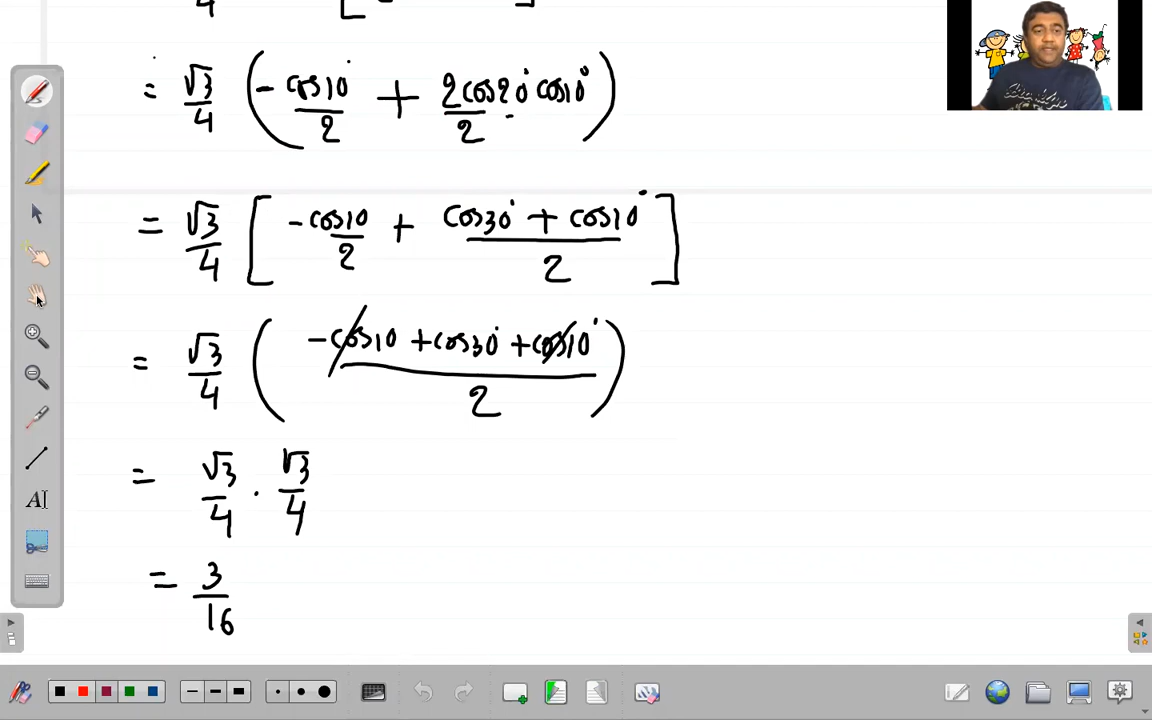 = √3/4 (-cos10°/2 + 2cos20°cos10°/2)
= √3/4 [-cos10/2 + cos30° + cos10°/2]
= √3/4 (-cos10 + cos30° + cos10°/2)
= √3/4 · √3/4
= 3/16
AI